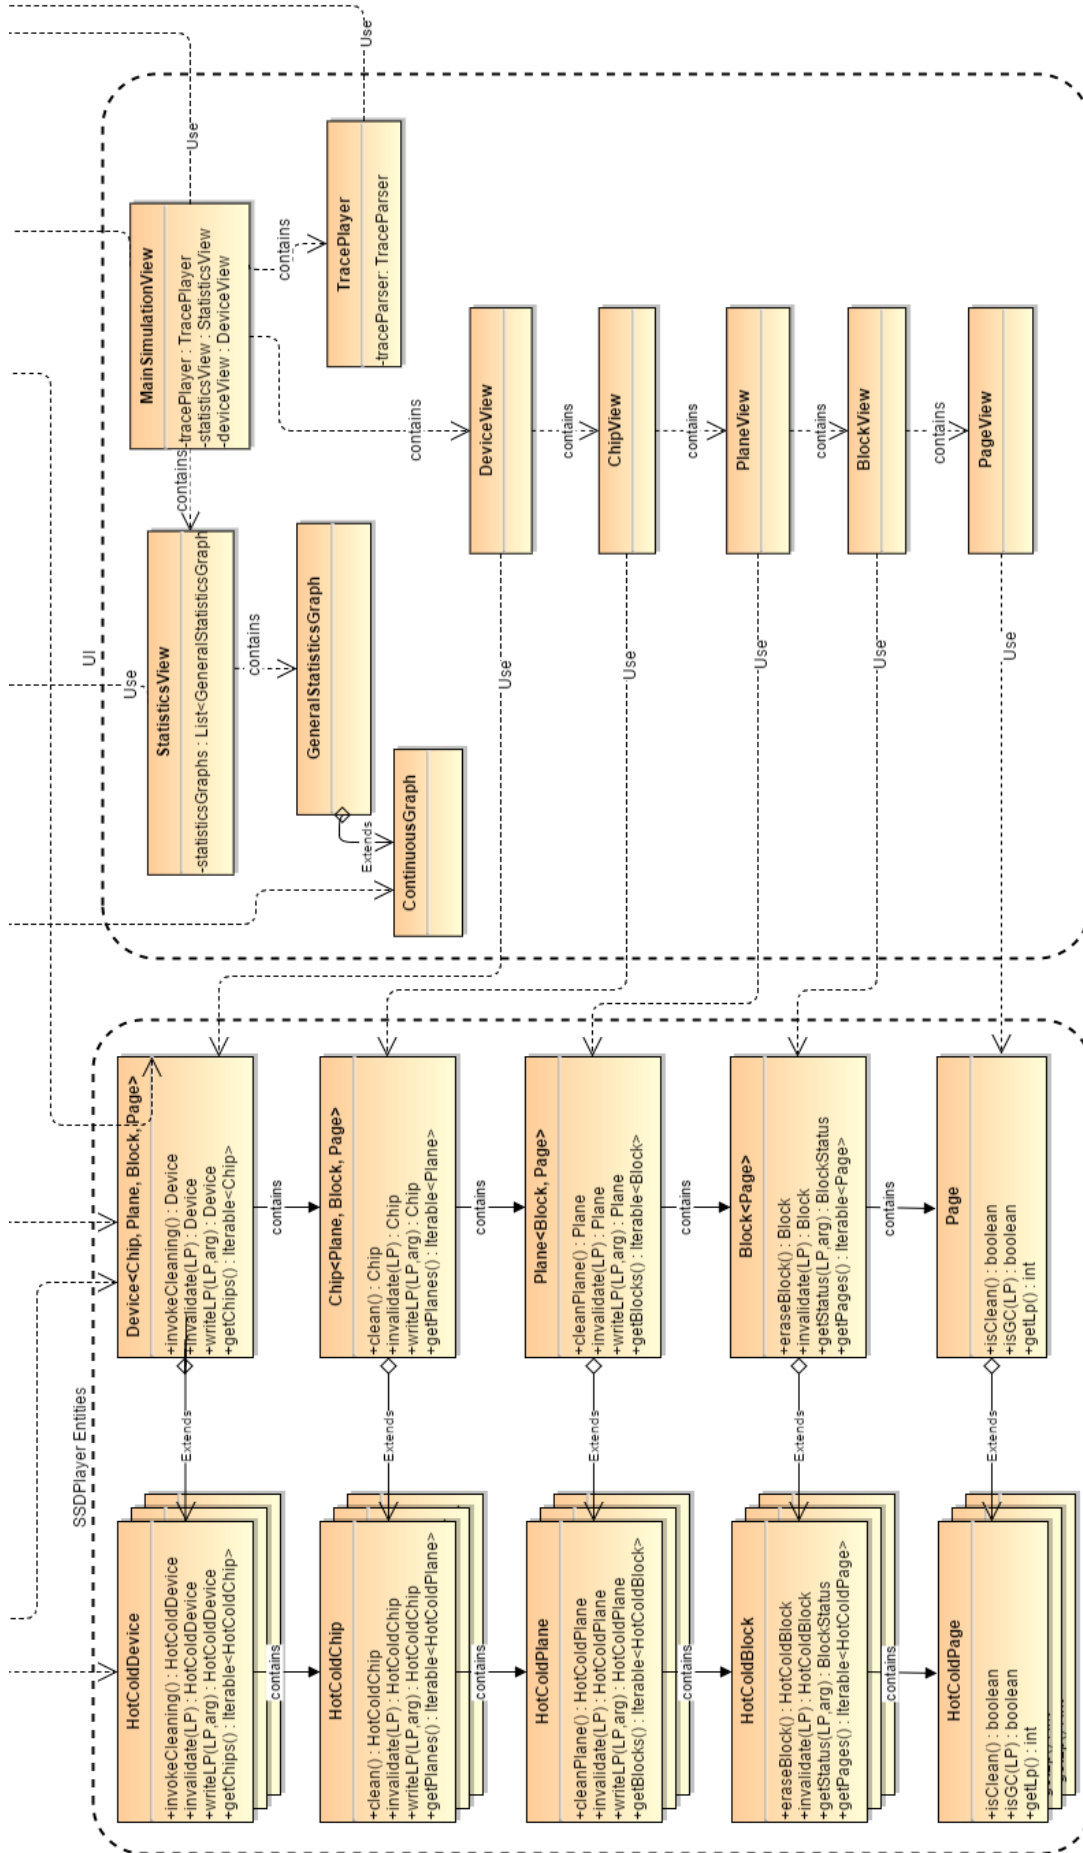 Use
Use
UI
Use
MainSimulationView
-tracePlayer : TracePlayer
-statisticsView : StatisticsView
-deviceView : DeviceView
contains
TracePlayer
-traceParser: TraceParser
contains
StatisticsView
-statisticsGraphs : List<GeneralStatisticsGraph
contains
GeneralStatisticsGraph
Extends
ContinuousGraph
contains
DeviceView
contains
ChipView
contains
PlaneView
contains
BlockView
contains
PageView
Use
Use
Use
Use
Use
SSDPlayer Entities
Device<Chip, Plane, Block, Page>
+invokeCleaning() : Device
+invalidate(LP) : Device
+writeLP(LP,arg) : Device
+getChips() : Iterable<Chip>
contains
Chip<Plane, Block, Page>
+clean() : Chip
+invalidate(LP) : Chip
+writeLP(LP,arg) : Chip
+getPlanes() : Iterable<Plane>
contains
Plane<Block, Page>
+cleanPlane() : Plane
+invalidate(LP) : Plane
+writeLP(LP,arg) : Plane
+getBlocks() : Iterable<Block>
contains
Block<Page>
+eraseBlock() : Block
+invalidate(LP) : Block
+getStatus(LP,arg) : BlockStatus
+getPages() : Iterable<Page>
contains
Page
+isClean() : boolean
+isGC(LP) : boolean
+getLp() : int
Extends
Extends
Extends
Extends
Extends
HotColdDevice
+invokeCleaning() : HotColdDevice
+invalidate(LP) : HotColdDevice
+writeLP(LP,arg) : HotColdDevice
+getChips() : Iterable<HotColdChip>
contains
HotColdChip
+clean() : HotColdChip
+invalidate(LP) : HotColdChip
+writeLP(LP,arg) : HotColdChip
+getPlanes() : Iterable<HotColdPlane>
contains
HotColdPlane
+cleanPlane() : HotColdPlane
+invalidate(LP) : HotColdPlane
+writeLP(LP,arg) : HotColdPlane
+getBlocks() : Iterable<HotColdBlock>
contains
HotColdBlock
+eraseBlock() : HotColdBlock
+invalidate(LP) : HotColdBlock
+getStatus(LP,arg) : BlockStatus
+getPages() : Iterable<HotColdPage>
contains
HotColdPage
+isClean() : boolean
+isGC(LP) : boolean
+getLp() : int